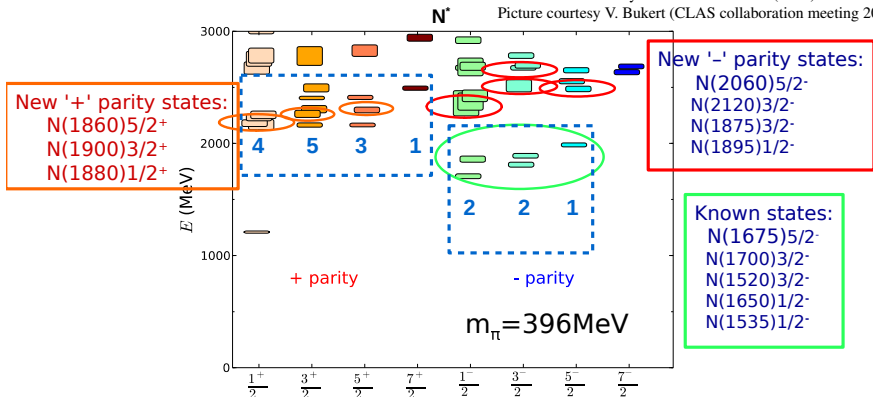 N*
Picture courtesy V. Bukert (CLAS collaboration meeting 20
New '+' parity states:
N(1860)5/2⁺
N(1900)3/2⁺
N(1880)1/2⁺
E (MeV)
3000
2000
1000
0
4 5 3 1
2 2 1
+ parity
- parity
mπ=396MeV
1/2⁺ 3/2⁺ 5/2⁺ 7/2⁺ 1/2⁻ 3/2⁻ 5/2⁻ 7/2⁻
New '–' parity states:
N(2060)5/2⁻
N(2120)3/2⁻
N(1875)3/2⁻
N(1895)1/2⁻
Known states:
N(1675)5/2⁻
N(1700)3/2⁻
N(1520)3/2⁻
N(1650)1/2⁻
N(1535)1/2⁻